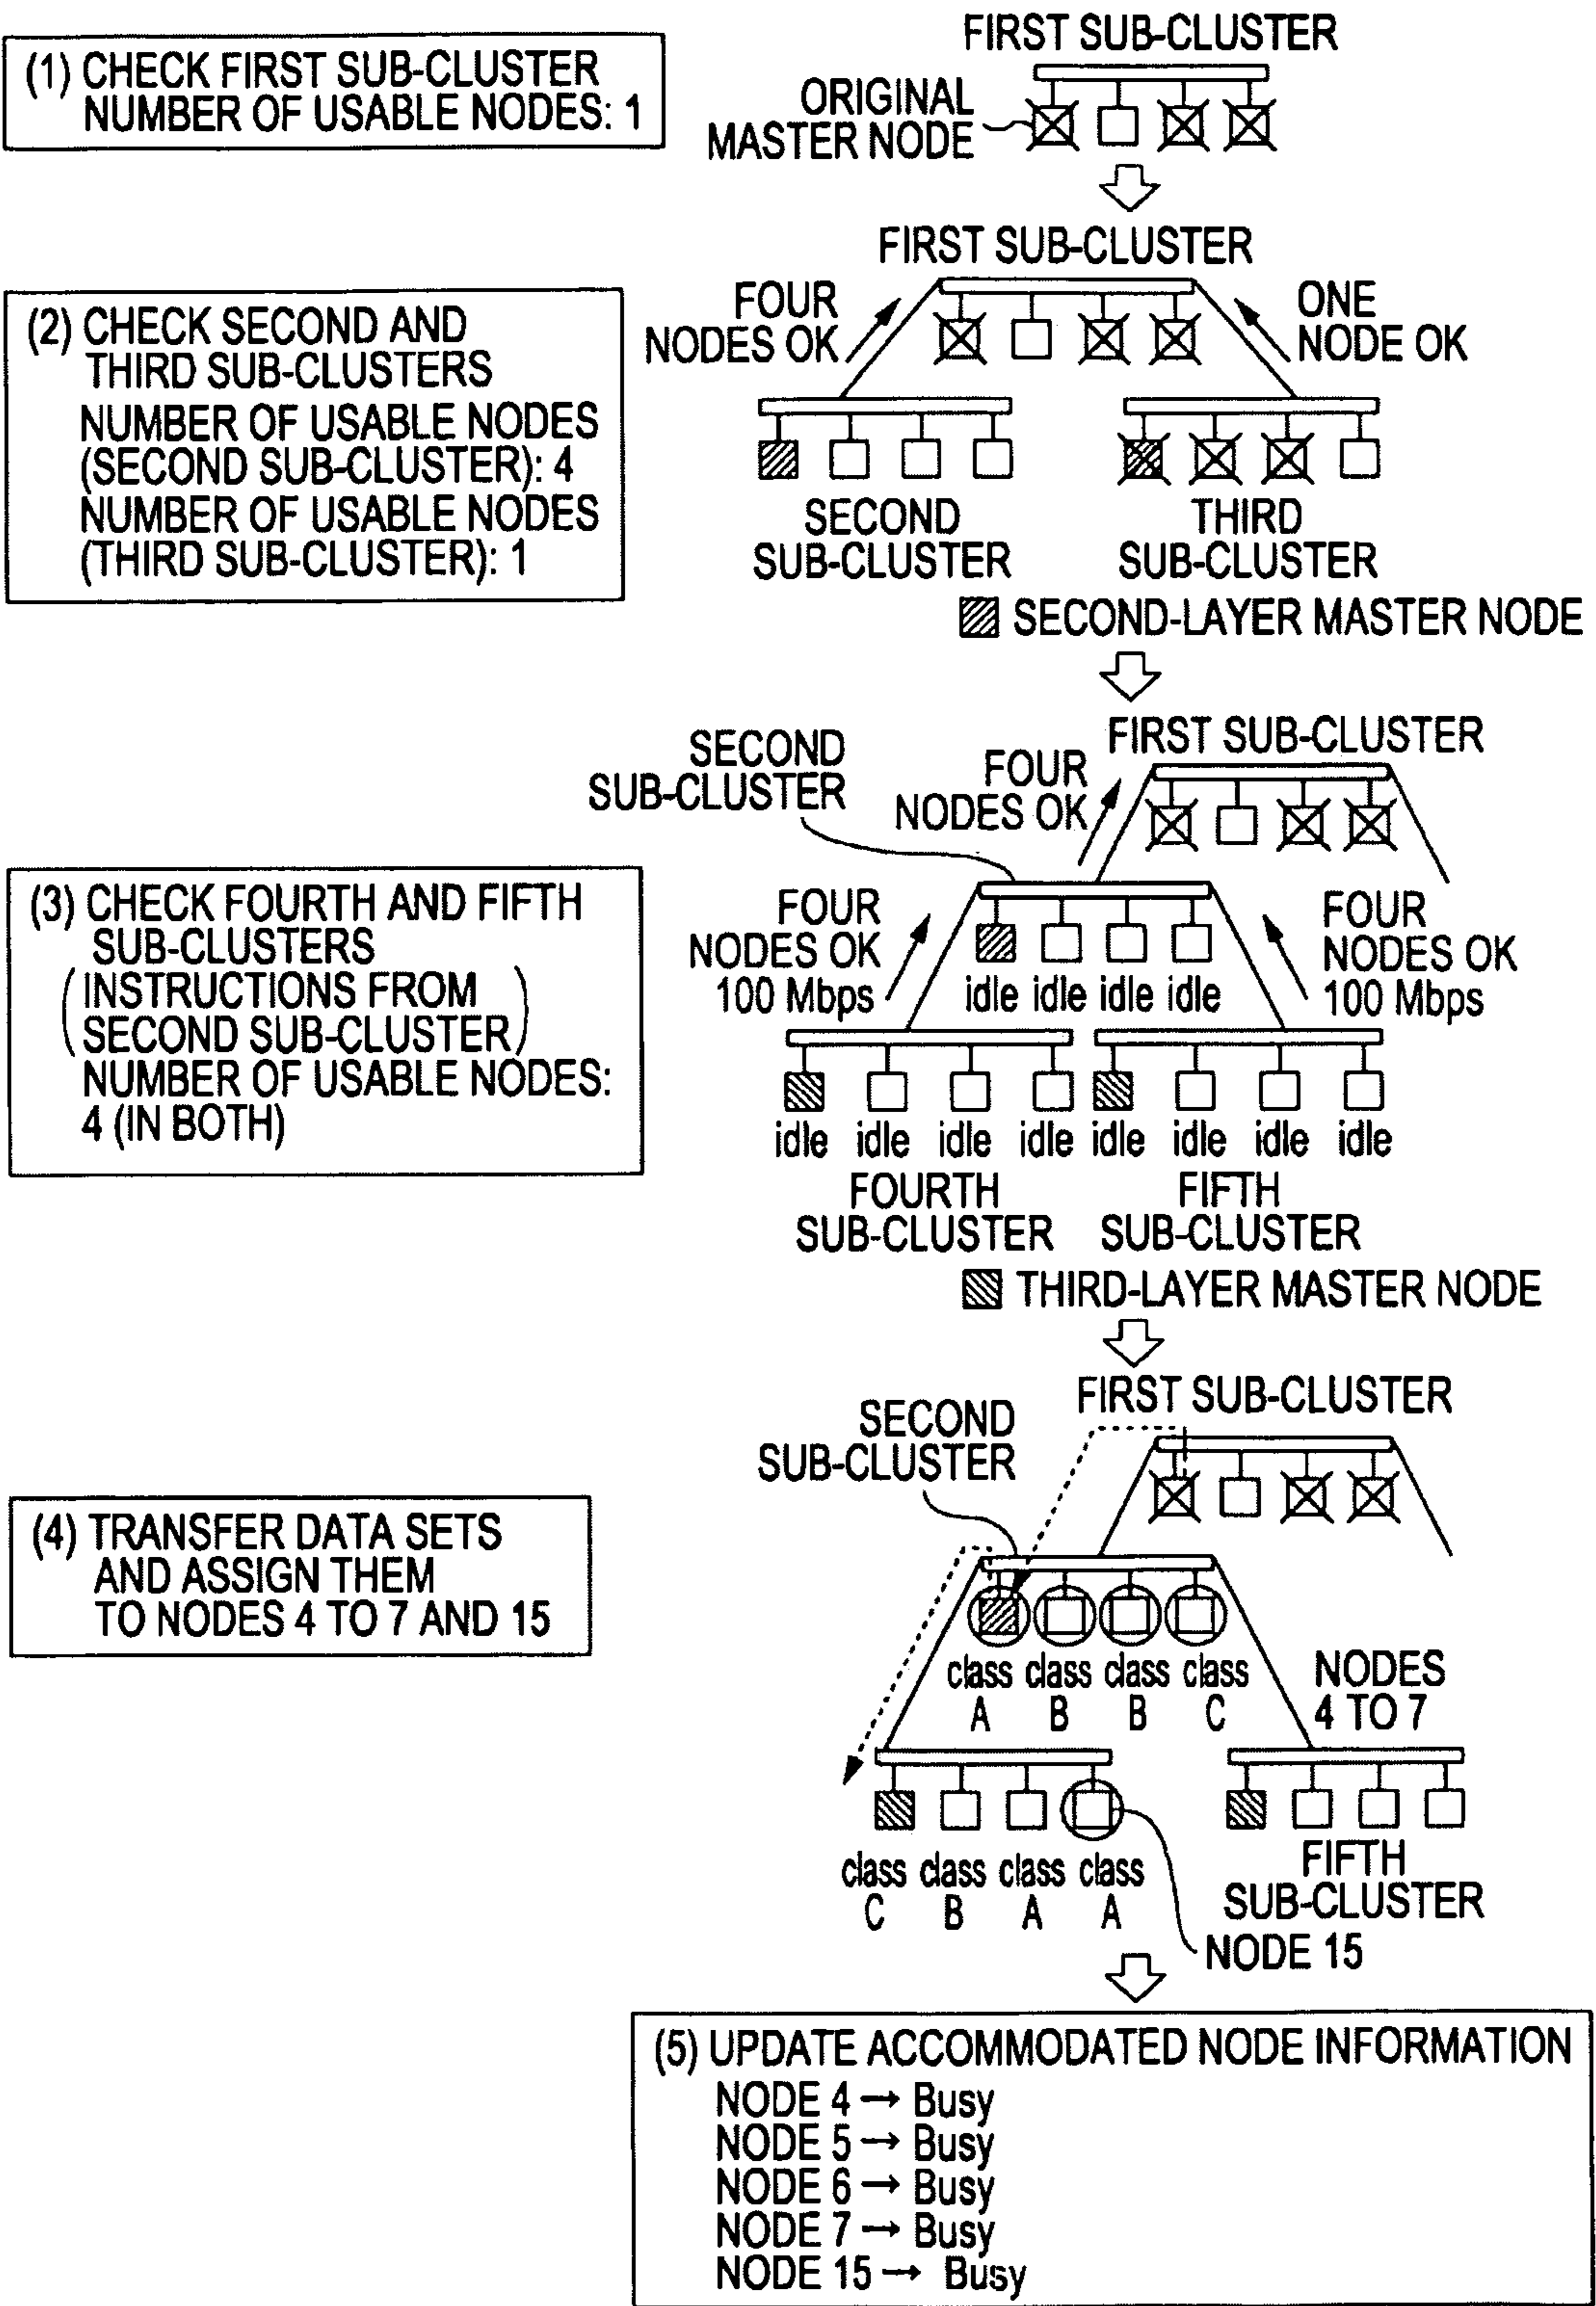 (1) CHECK FIRST SUB-CLUSTER
NUMBER OF USABLE NODES: 1
FIRST SUB-CLUSTER
ORIGINAL
MASTER NODE
FIRST SUB-CLUSTER
(2) CHECK SECOND AND
THIRD SUB-CLUSTERS
NUMBER OF USABLE NODES
(SECOND SUB-CLUSTER): 4
NUMBER OF USABLE NODES
(THIRD SUB-CLUSTER): 1
FOUR
NODES OK
ONE
NODE OK
SECOND
SUB-CLUSTER
THIRD
SUB-CLUSTER
SECOND-LAYER MASTER NODE
SECOND
SUB-CLUSTER
FOUR
NODES OK
FIRST SUB-CLUSTER
(3) CHECK FOURTH AND FIFTH
SUB-CLUSTERS
(INSTRUCTIONS FROM
SECOND SUB-CLUSTER)
NUMBER OF USABLE NODES:
4 (IN BOTH)
FOUR
NODES OK
100 Mbps
idle idle idle idle
FOUR
NODES OK
100 Mbps
idle idle idle idle idle idle idle idle
FOURTH
SUB-CLUSTER
FIFTH
SUB-CLUSTER
THIRD-LAYER MASTER NODE
FIRST SUB-CLUSTER
SECOND
SUB-CLUSTER
(4) TRANSFER DATA SETS
AND ASSIGN THEM
TO NODES 4 TO 7 AND 15
class class class class
A B B C
NODES
4 TO 7
class class class class
C B A A
FIFTH
SUB-CLUSTER
NODE 15
(5) UPDATE ACCOMMODATED NODE INFORMATION
NODE 4 → Busy
NODE 5 → Busy
NODE 6 → Busy
NODE 7 → Busy
NODE 15 → Busy